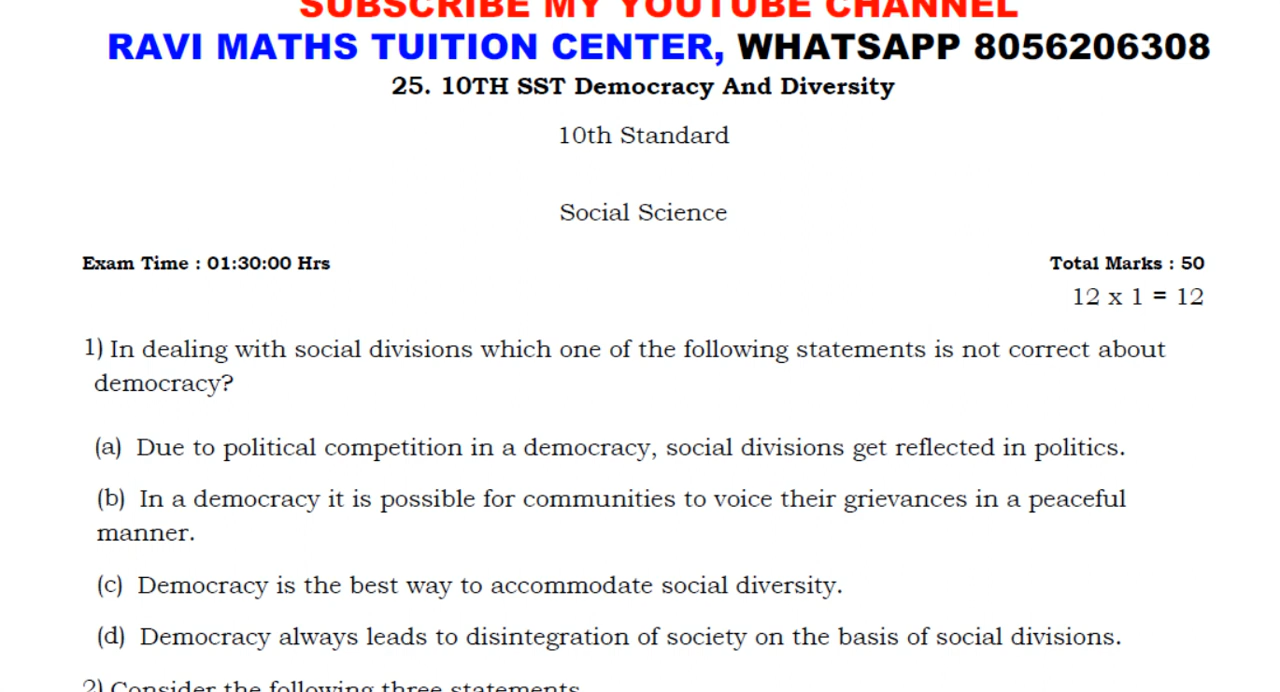 SUBSCRIBE MY YOUTUBE CHANNEL
RAVI MATHS TUITION CENTER, WHATSAPP 8056206308
25. 10TH SST Democracy And Diversity
10th Standard
Social Science
Exam Time : 01:30:00 Hrs
Total Marks : 50
12 x 1 = 12
1) In dealing with social divisions which one of the following statements is not correct about
democracy?
(a) Due to political competition in a democracy, social divisions get reflected in politics.
(b) In a democracy it is possible for communities to voice their grievances in a peaceful
manner.
(c) Democracy is the best way to accommodate social diversity.
(d) Democracy always leads to disintegration of society on the basis of social divisions.
2) Consider the following three statements